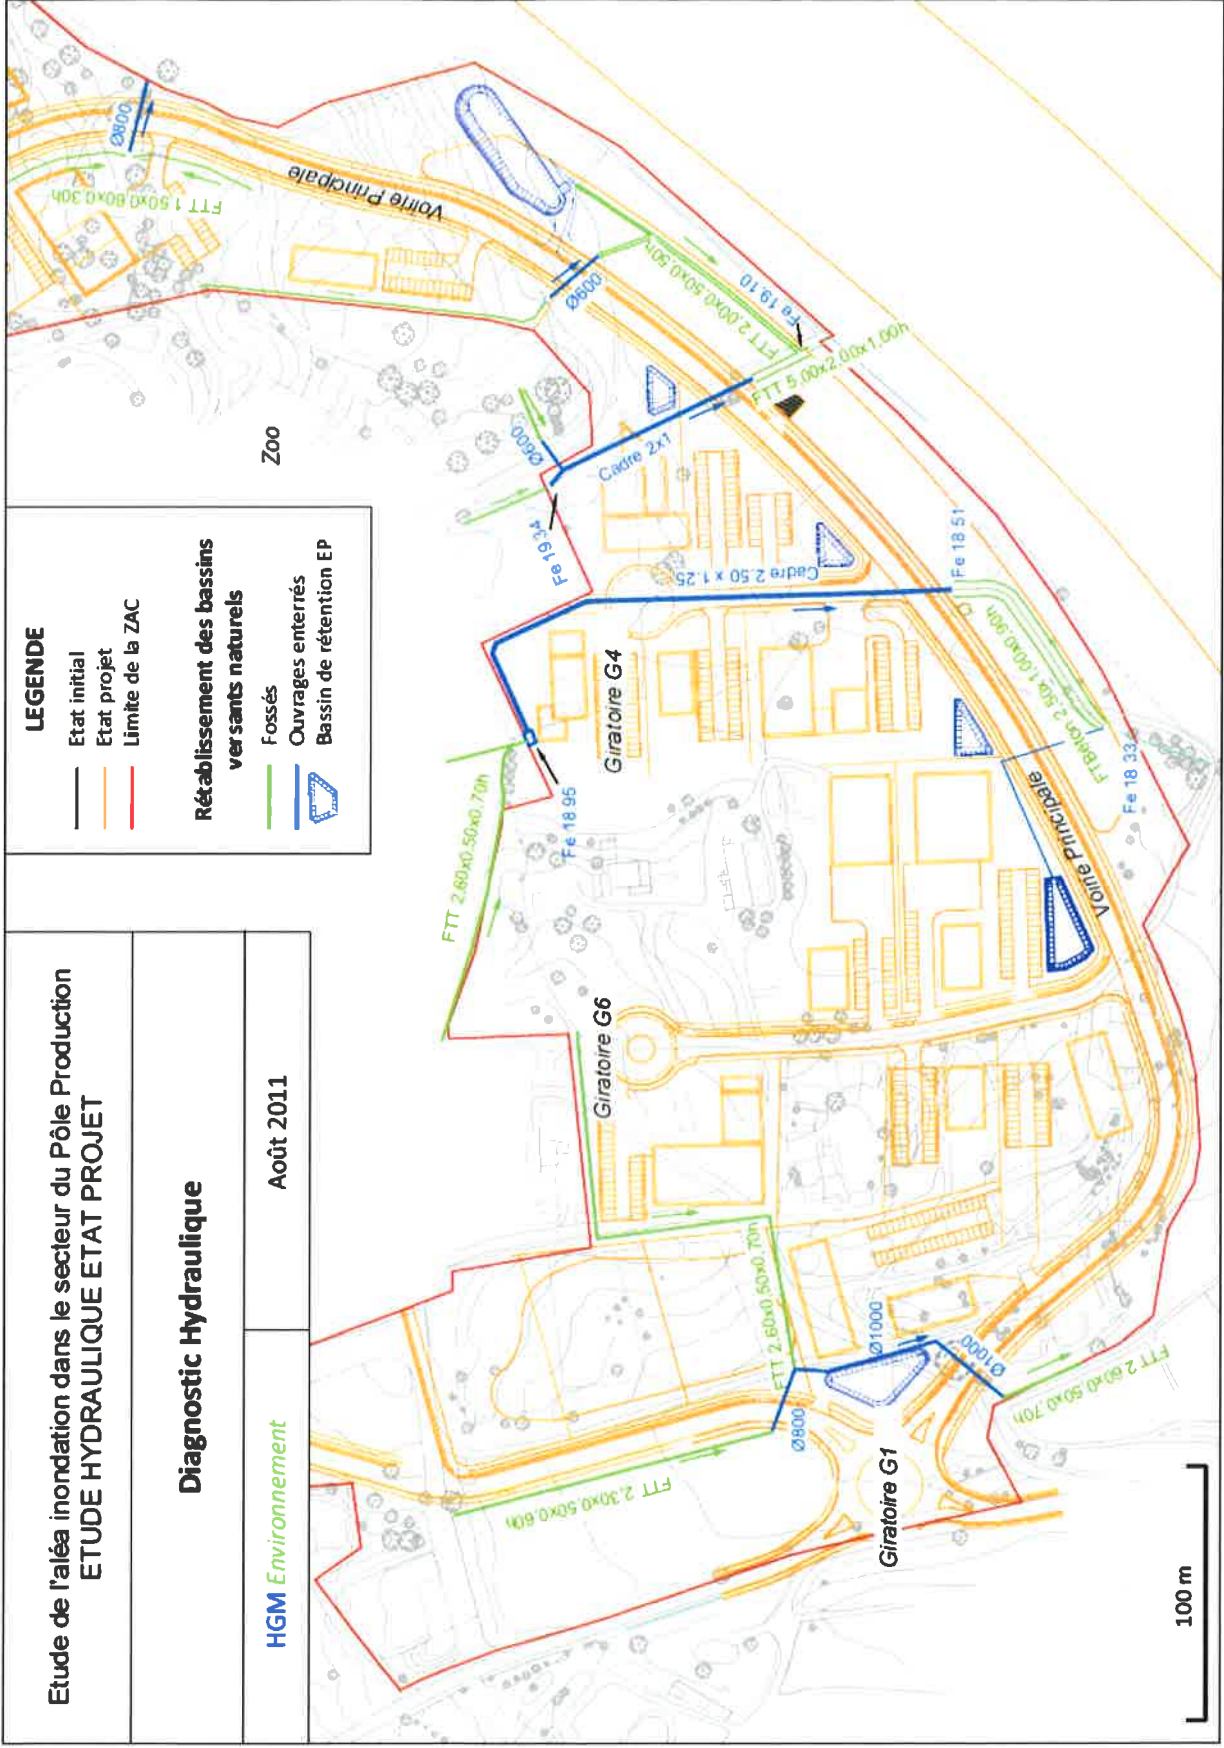 Etude de l'aléa inondation dans le secteur du Pôle Production
ETUDE HYDRAULIQUE ETAT PROJET
Diagnostic Hydraulique
HGM Environnement
Août 2011
LEGENDE
Etat initial
Etat projet
Limite de la ZAC
Rétablissement des bassins
versants naturels
Fossés
Ouvrages enterrés
Bassin de rétention EP
Zoo
FTT 1 50x0 60x0.30h
Ø800
Voirie Principale
Ø600
FTT 2,00x0 50x0.50h
Fe 19.10
FTT 5,00x2,00x1,00h
Ø600
Cadre 2x1
Fe 19 34
Cadre 2.50 x 1.25
Fe 18 51
FTBéton 2.50x1.00x0.90h
Fe 18 33
Voirie Principale
Giratoire G4
Fe 18 95
FTT 2.60x0.50x0.70h
Giratoire G6
FTT 2.60x0.50x0.70h
Ø1000
Ø1000
Ø800
FTT 2.60x0.50x0 70h
FTT 2.30x0.50x0.60h
Giratoire G1
100 m